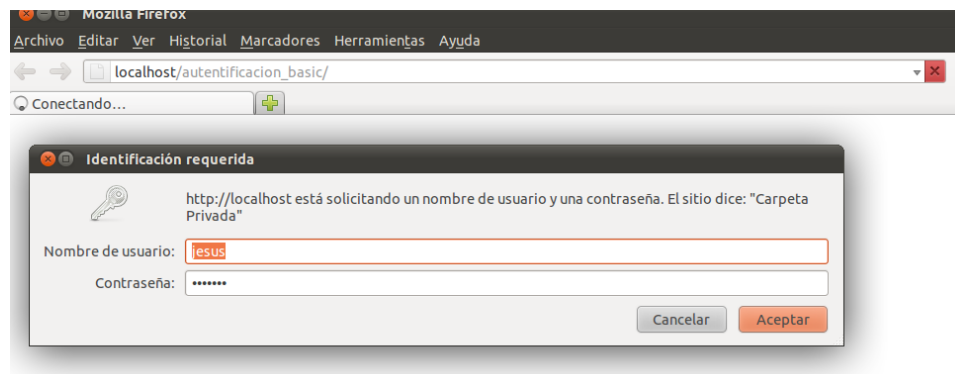 Mozilla Firefox
Archivo Editar Ver Historial Marcadores Herramientas Ayuda
localhost/autentificacion_basic/
Conectando...
Identificación requerida
http://localhost está solicitando un nombre de usuario y una contraseña. El sitio dice: "Carpeta
Privada"
Nombre de usuario: jesus
Contraseña: •••••••
Cancelar Aceptar